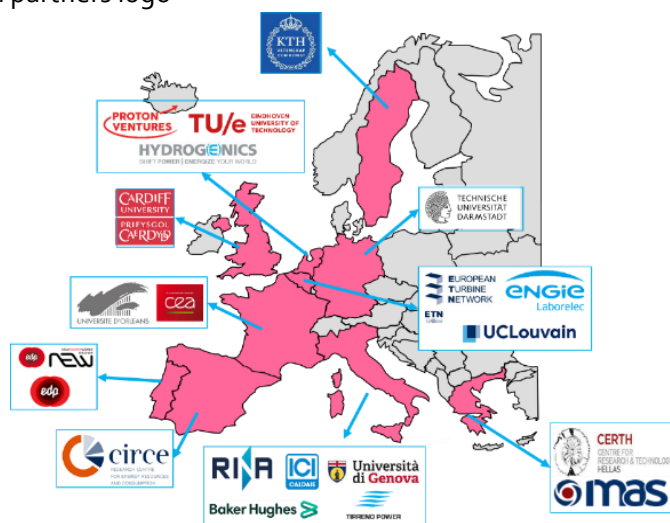 partners logo
KTH
PROTON
VENTURES
TU/e
EINDHOVEN
UNIVERSITY OF
TECHNOLOGY
HYDROG(E)NICS
SHIFT POWER | ENERGIZE YOUR WORLD
CARDIFF
UNIVERSITY
PRIFYSGOL
CAERDYDD
TECHNISCHE
UNIVERSITÄT
DARMSTADT
EUROPEAN
TURBINE
NETWORK
ETN
ENGIE
Laborelec
UCLouvain
UNIVERSITÉ D'ORLÉANS
cea
edp
new
edp
circe
RESEARCH CENTRE
FOR ENERGY RESOURCES
AND CONSUMPTION
RINA
ICI
CALDAIE
Università
di Genova
Baker Hughes
TIRRENO POWER
CERTH
CENTRE FOR
RESEARCH & TECHNOLOGY
HELLAS
mas